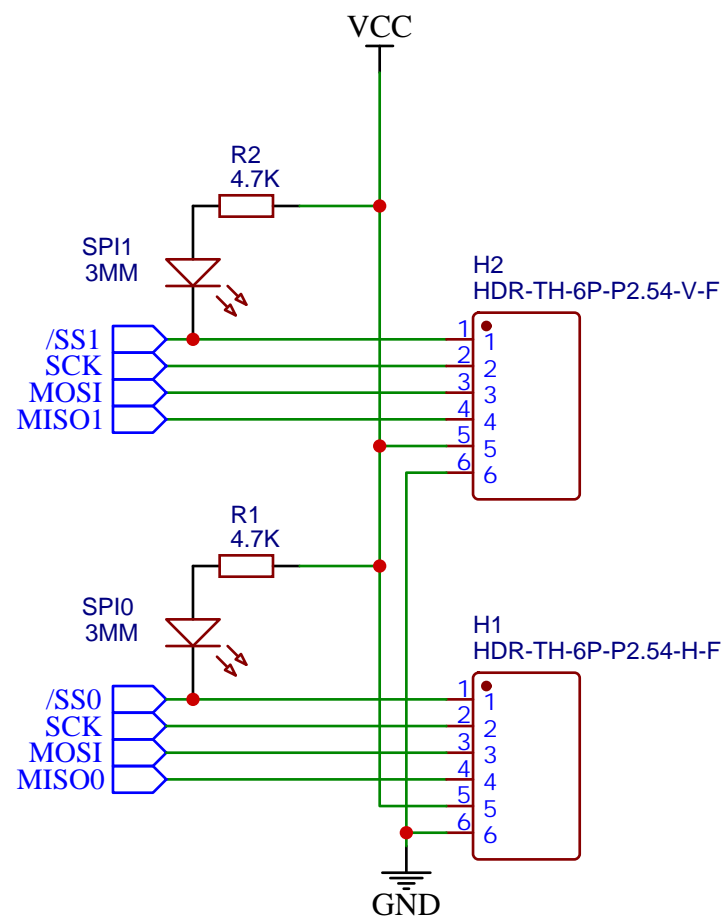 VCC
R2
4.7K
SPI1
3MM
H2
HDR-TH-6P-P2.54-V-F
/SS1 1 1
SCK 2 2
MOSI 3 3
MISO1 4 4
5 5
6 6
R1
4.7K
SPI0
3MM
H1
HDR-TH-6P-P2.54-H-F
/SS0 1 1
SCK 2 2
MOSI 3 3
MISO0 4 4
5 5
6 6
GND